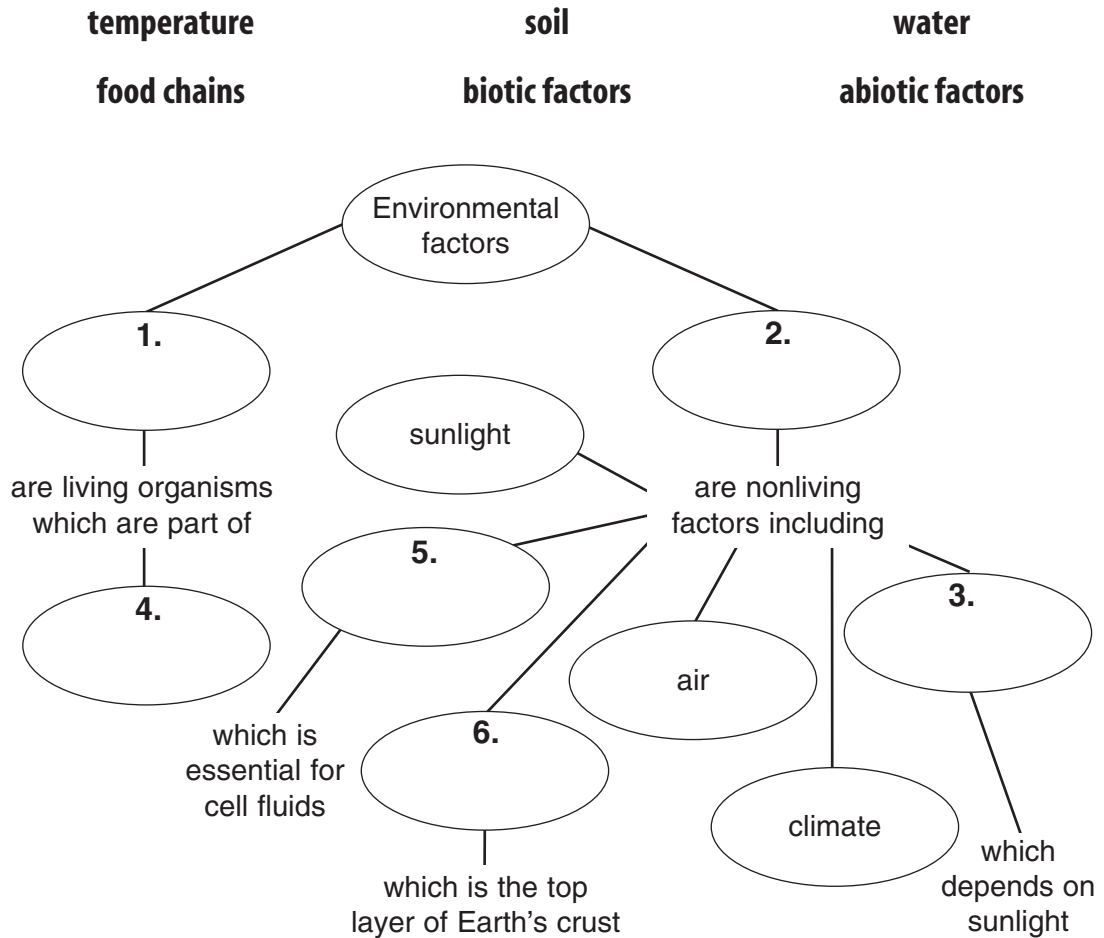 temperature soil water
food chains biotic factors abiotic factors
Environmental
factors
1.
2.
sunlight
are living organisms
which are part of
are nonliving
factors including
5.
4.
3.
air
6.
which is
essential for
cell fluids
climate
which
depends on
sunlight
which is the top
layer of Earth’s crust